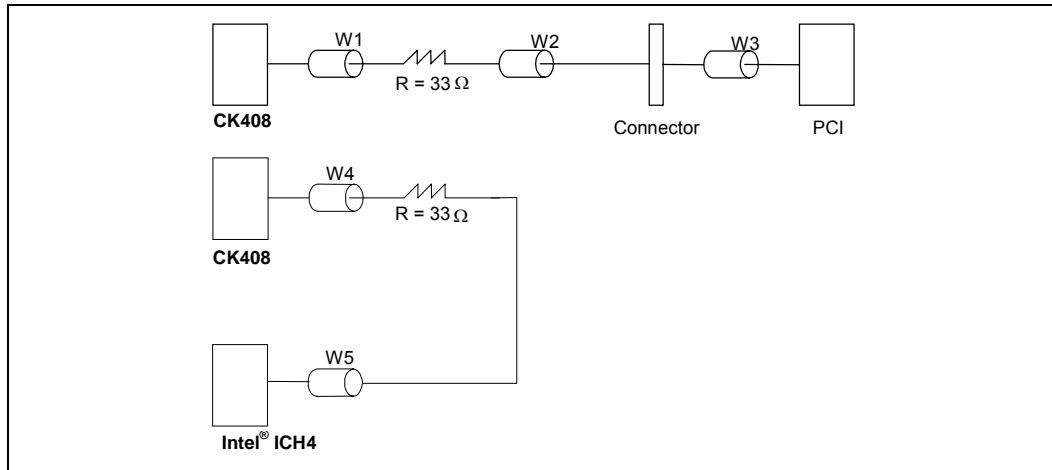 W1
W2
W3
R = 33 Ω
CK408
Connector
PCI
W4
R = 33 Ω
CK408
W5
Intel® ICH4